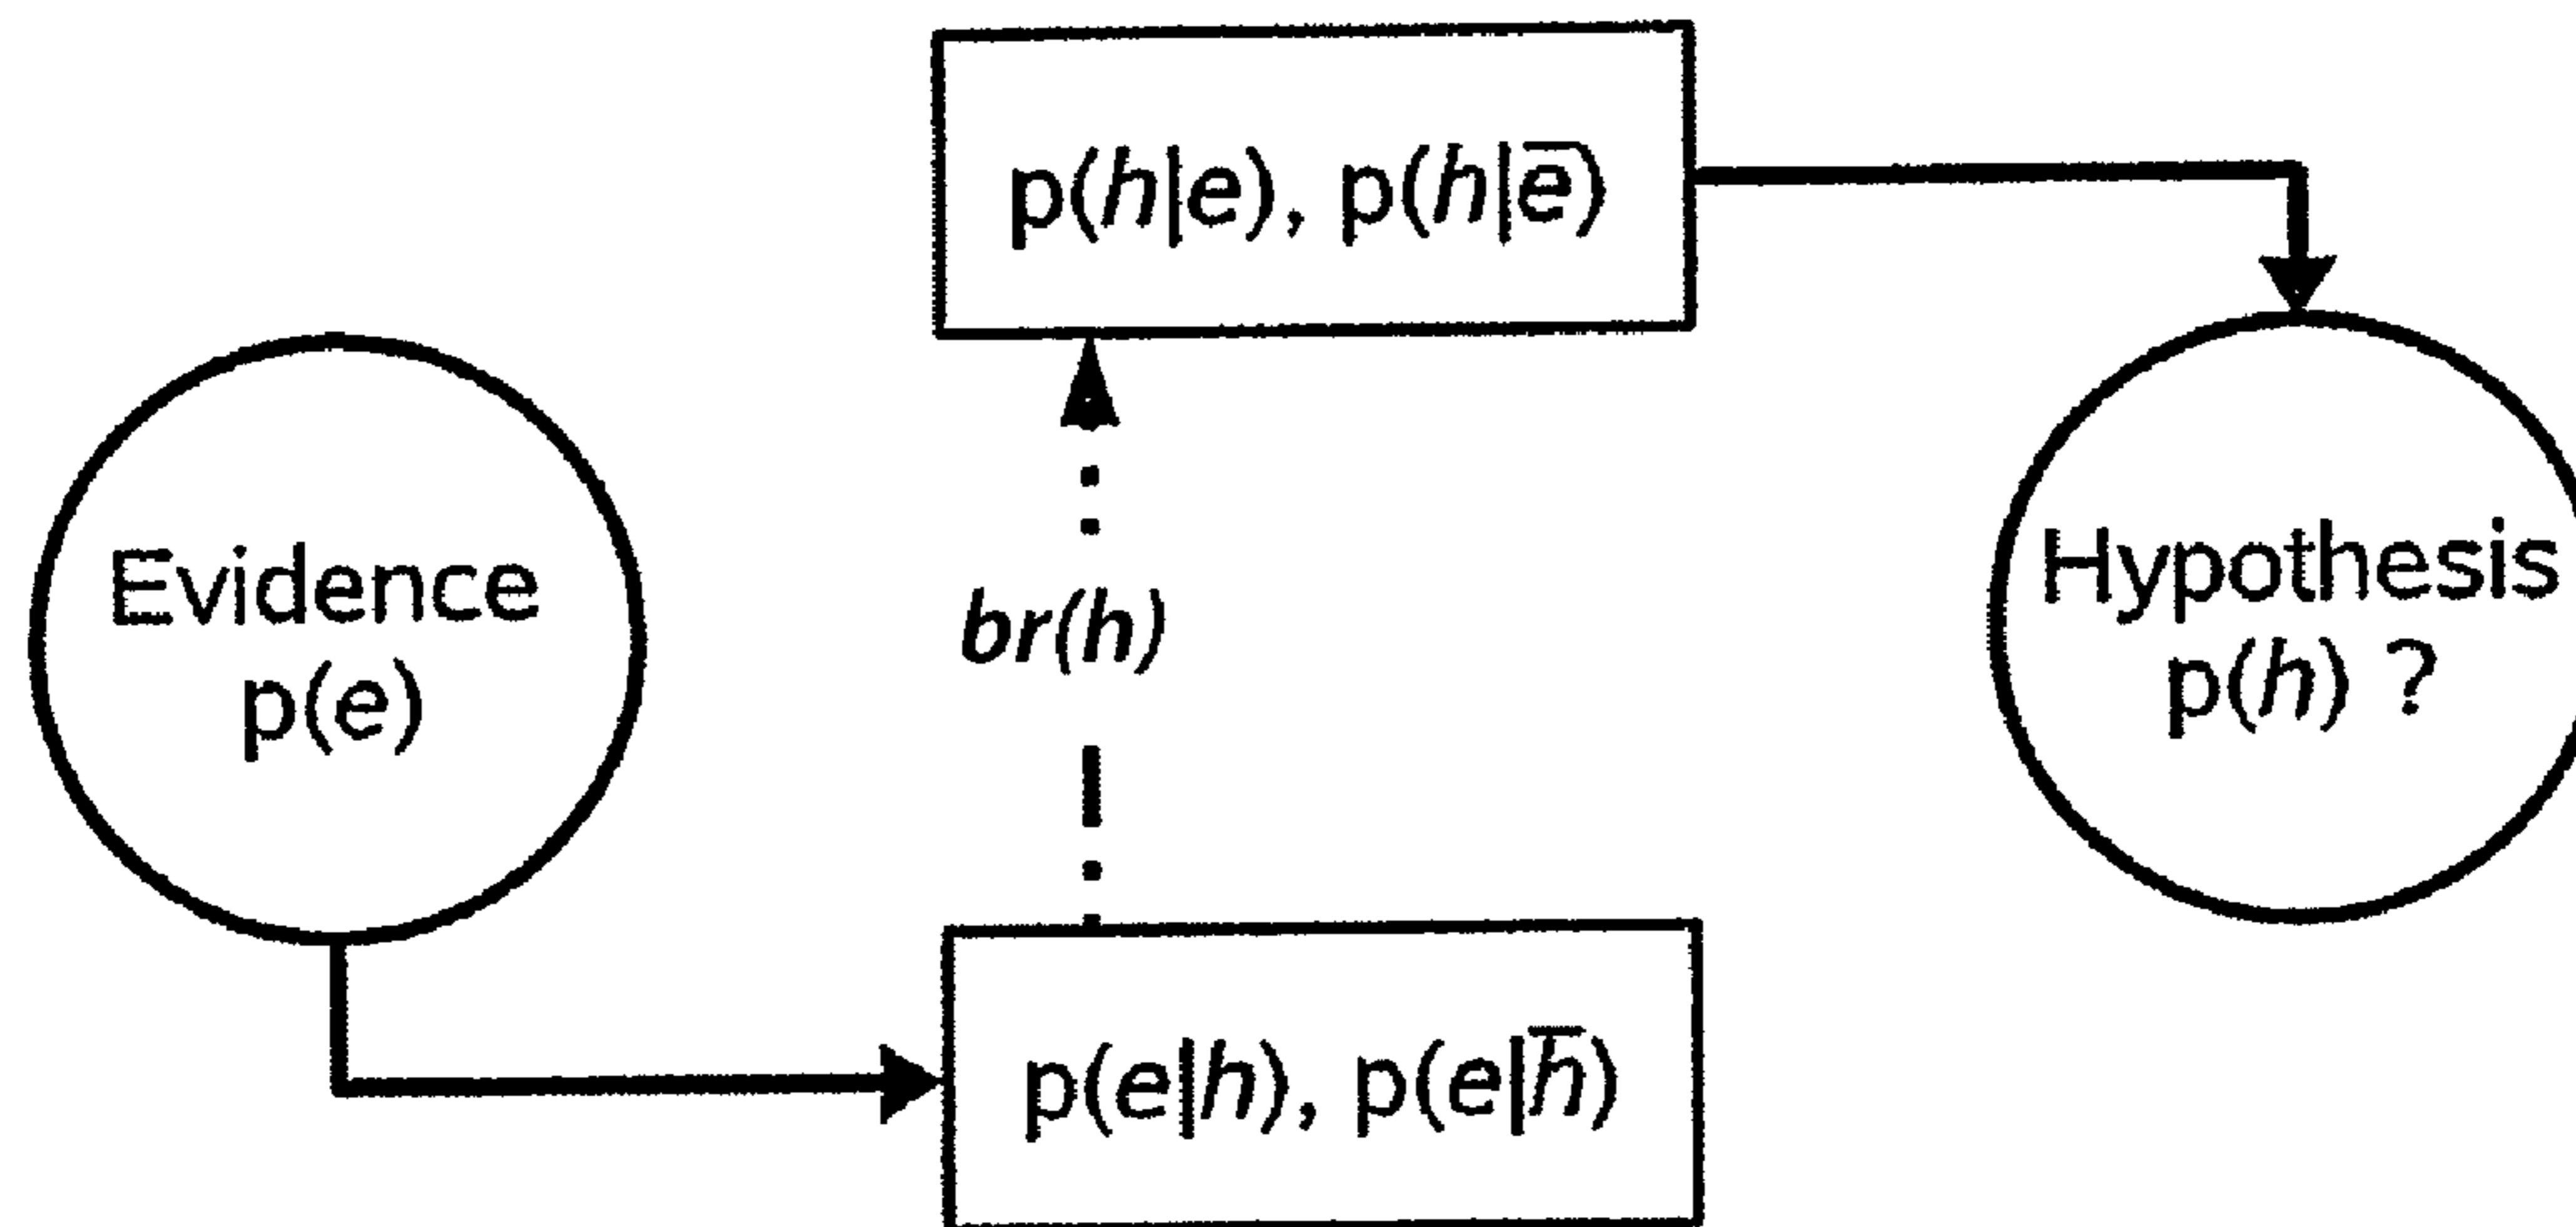 p(h|e), p(h|e̅)
Evidence
p(e)
br(h)
Hypothesis
p(h) ?
p(e|h), p(e|h̅)